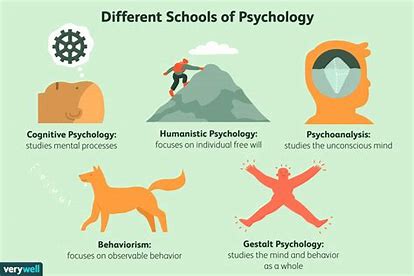 Different Schools of Psychology
Cognitive Psychology:
studies mental processes
Humanistic Psychology:
focuses on individual free will
Psychoanalysis:
studies the unconscious mind
Behaviorism:
focuses on observable behavior
Gestalt Psychology:
studies the mind and behavior
as a whole
verywell